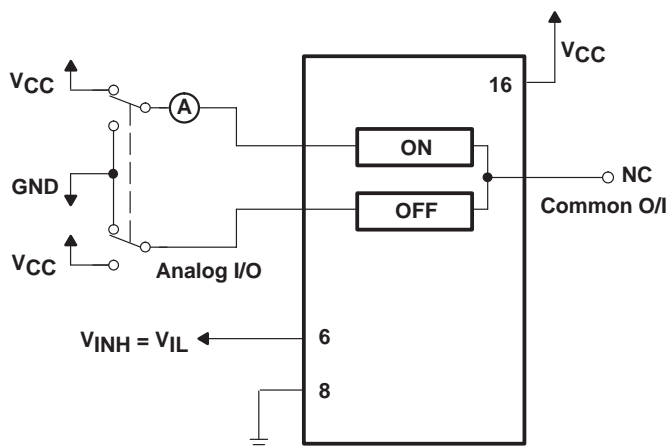 VCC
16
VCC
A
ON
NC
GND
OFF
Common O/I
VCC
Analog I/O
VINH = VIL
6
8